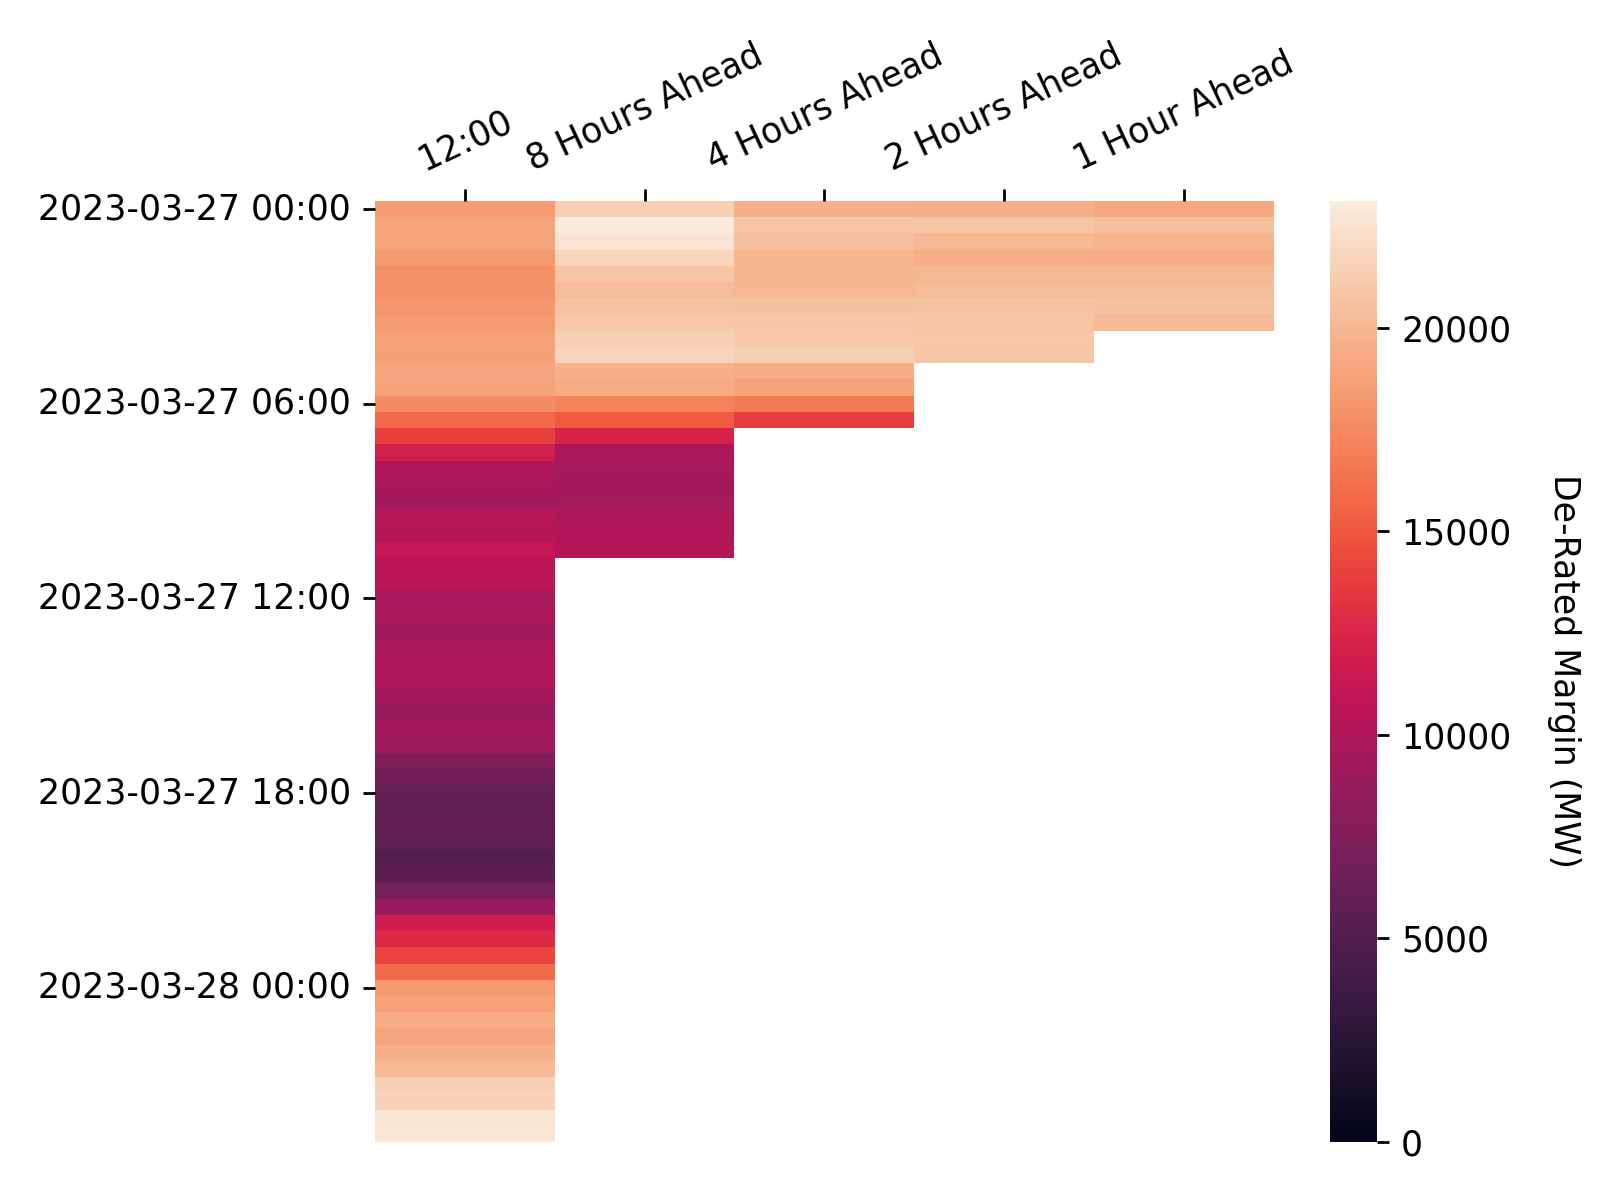 12:00
8 Hours Ahead
4 Hours Ahead
2 Hours Ahead
1 Hour Ahead
2023-03-27 00:00
2023-03-27 06:00
2023-03-27 12:00
2023-03-27 18:00
2023-03-28 00:00
20000
15000
10000
5000
0
De-Rated Margin (MW)